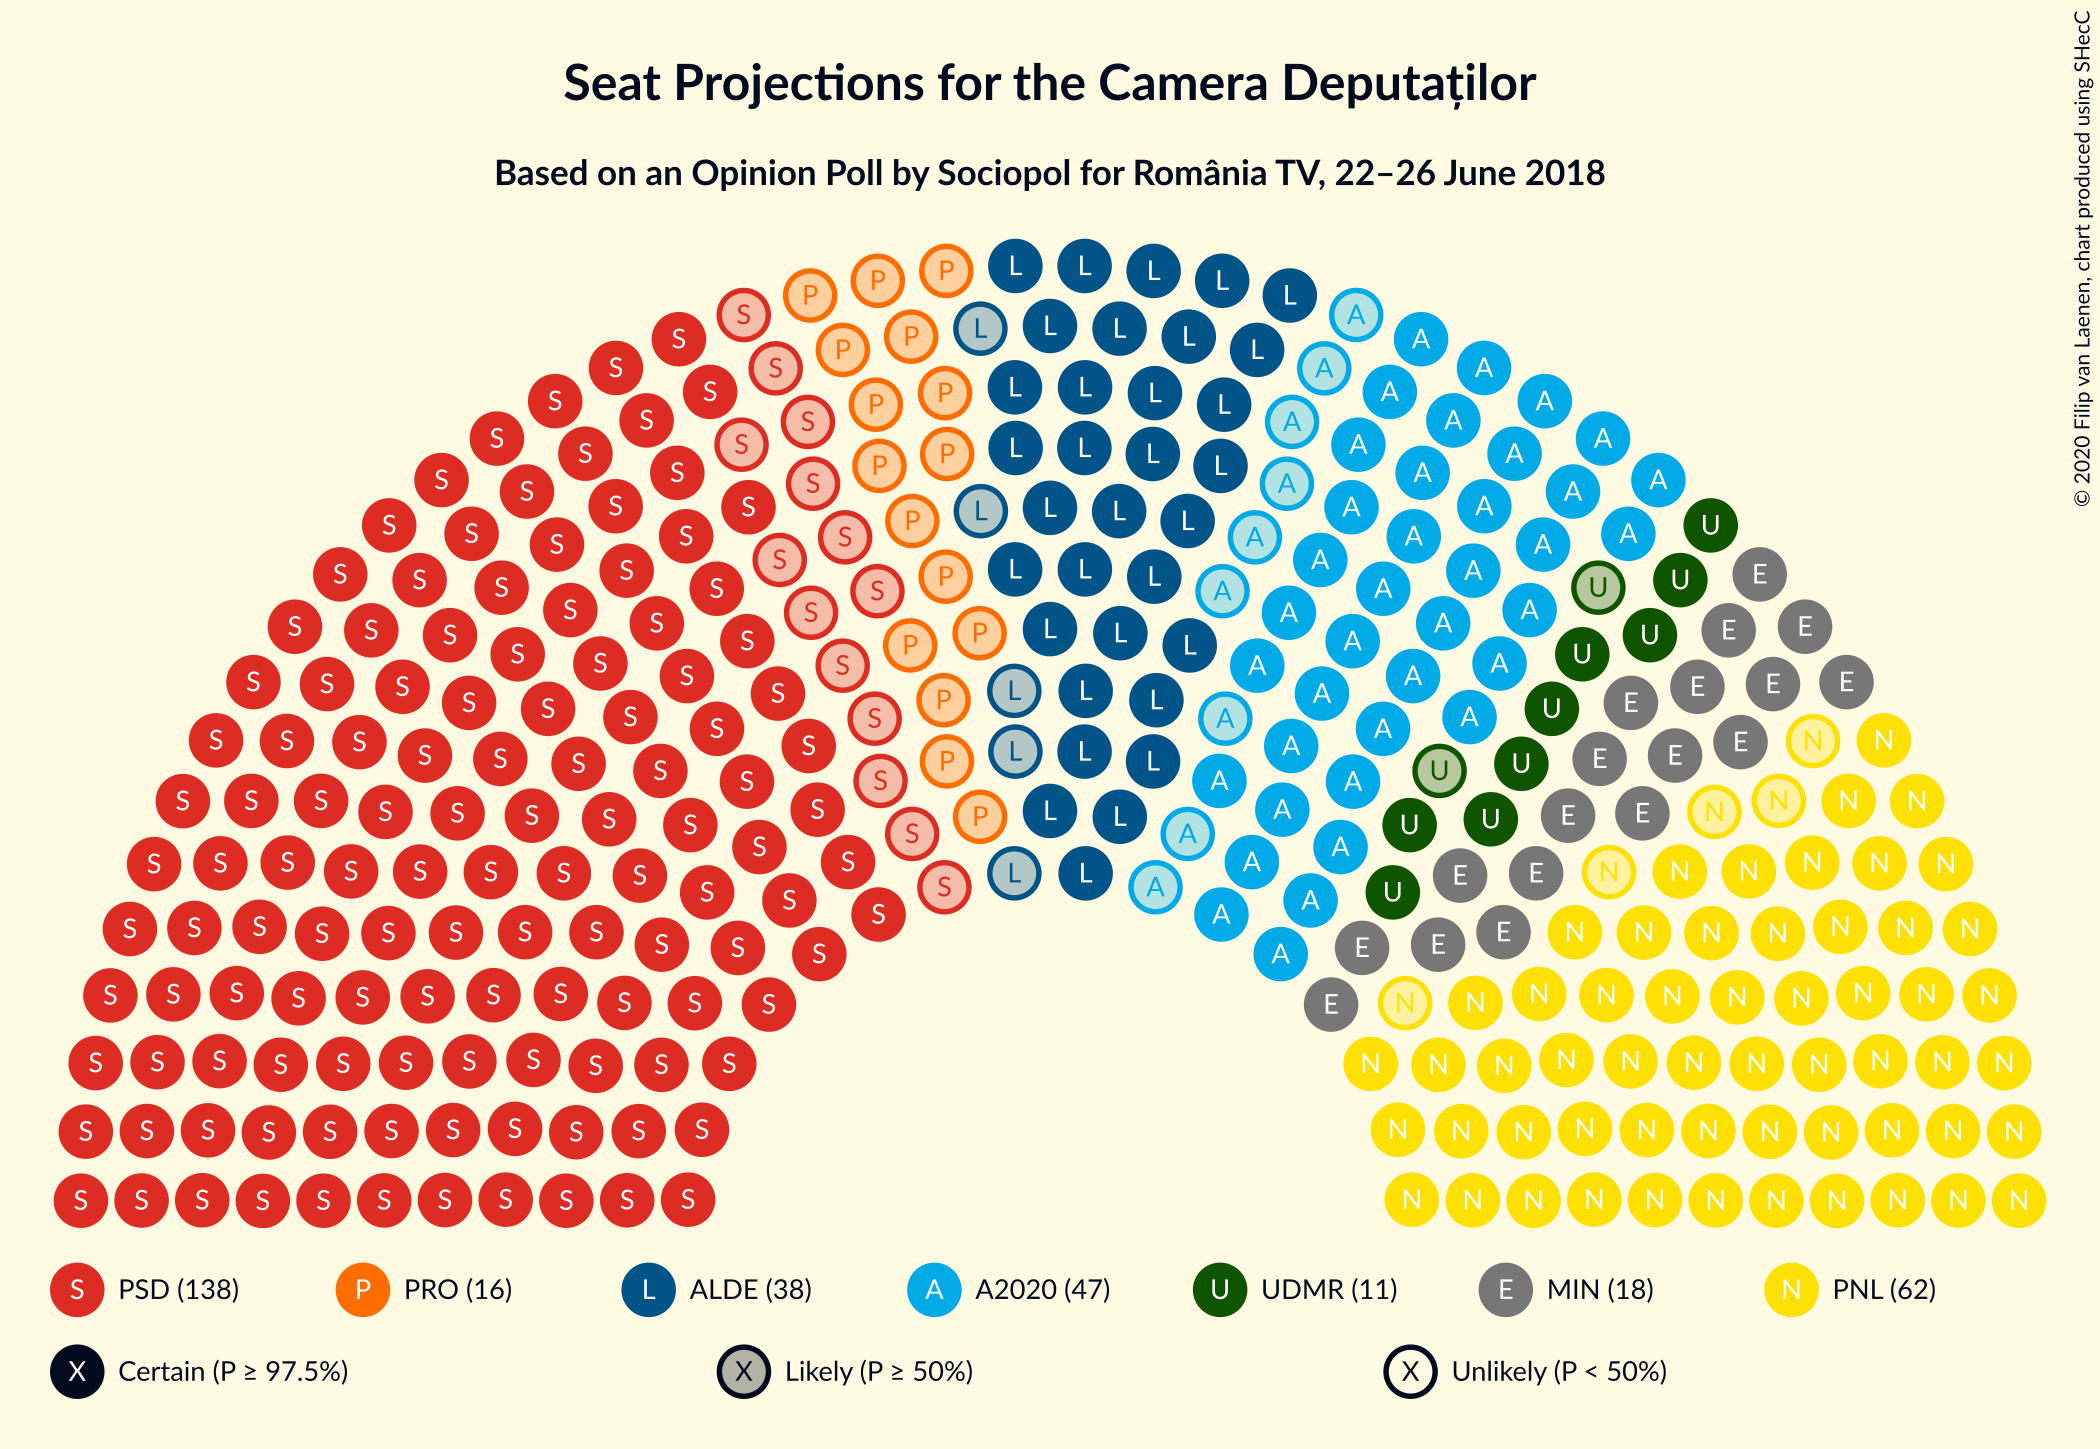 Seat Projections for the Camera Deputaților
Based on an Opinion Poll by Sociopol for România TV, 22–26 June 2018
© 2020 Filip van Laenen, chart produced using SHecC
S PSD (138) P PRO (16) L ALDE (38) A A2020 (47) U UDMR (11) E MIN (18) N PNL (62)
X Certain (P ≥ 97.5%) X Likely (P ≥ 50%) X Unlikely (P < 50%)